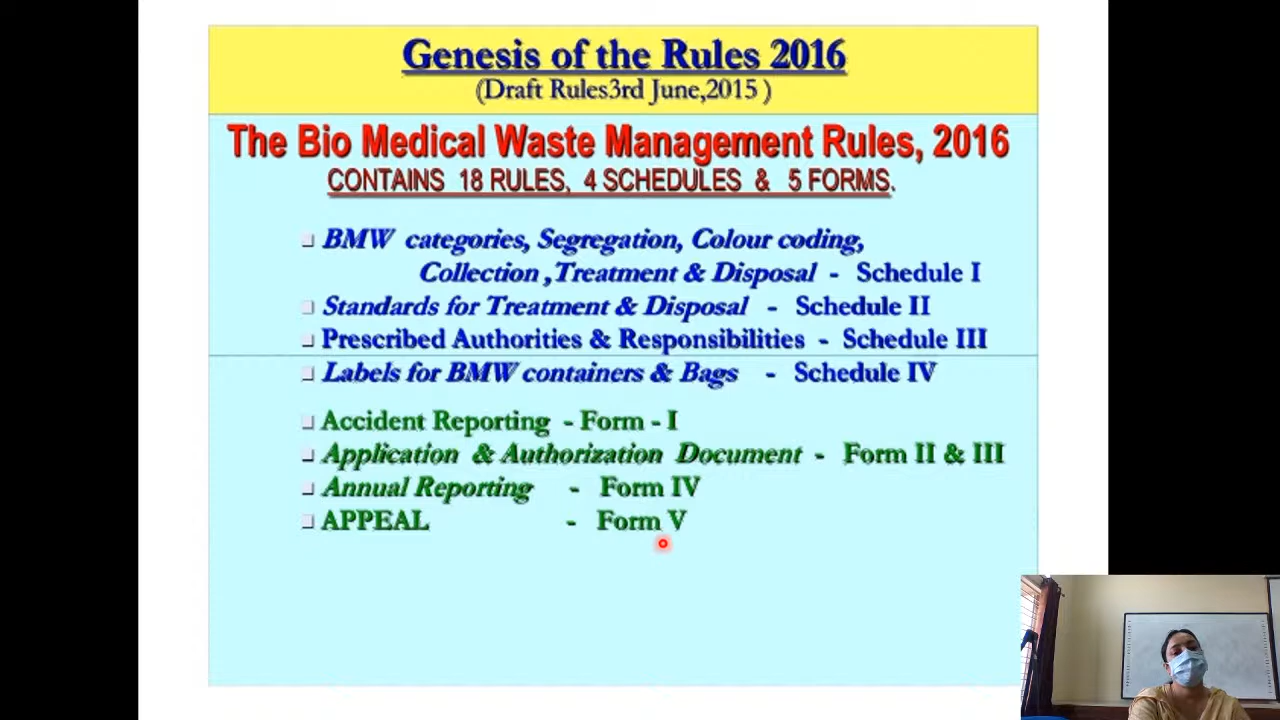 Genesis of the Rules 2016
(Draft Rules3rd June,2015 )
The Bio Medical Waste Management Rules, 2016
CONTAINS 18 RULES, 4 SCHEDULES & 5 FORMS.
BMW categories, Segregation, Colour coding,
Collection ,Treatment & Disposal - Schedule I
Standards for Treatment & Disposal - Schedule II
Prescribed Authorities & Responsibilities - Schedule III
Labels for BMW containers & Bags - Schedule IV
Accident Reporting - Form - I
Application & Authorization Document - Form II & III
Annual Reporting - Form IV
APPEAL - Form V